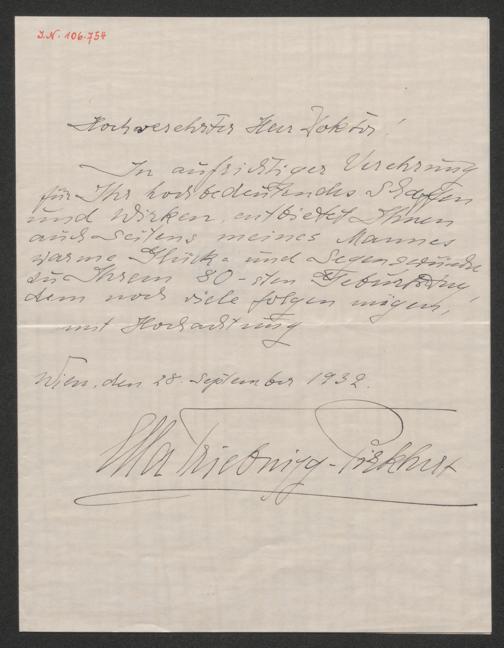 J.N. 106.754
Hochverehrter Herr Doktor!
In aufrichtiger Verehrung
für Ihr hochbedeutendes Schaffen
und Wirken, entbietet Ihnen
auch seitens meines Mannes
warme Glück- und Segenswünsche
zu Ihrem 80-sten Geburtstag,
dem noch viele folgen mögen,
mit Hochachtung
Wien, den 28. September 1932.
Ella Triebnigg-Pirkhert